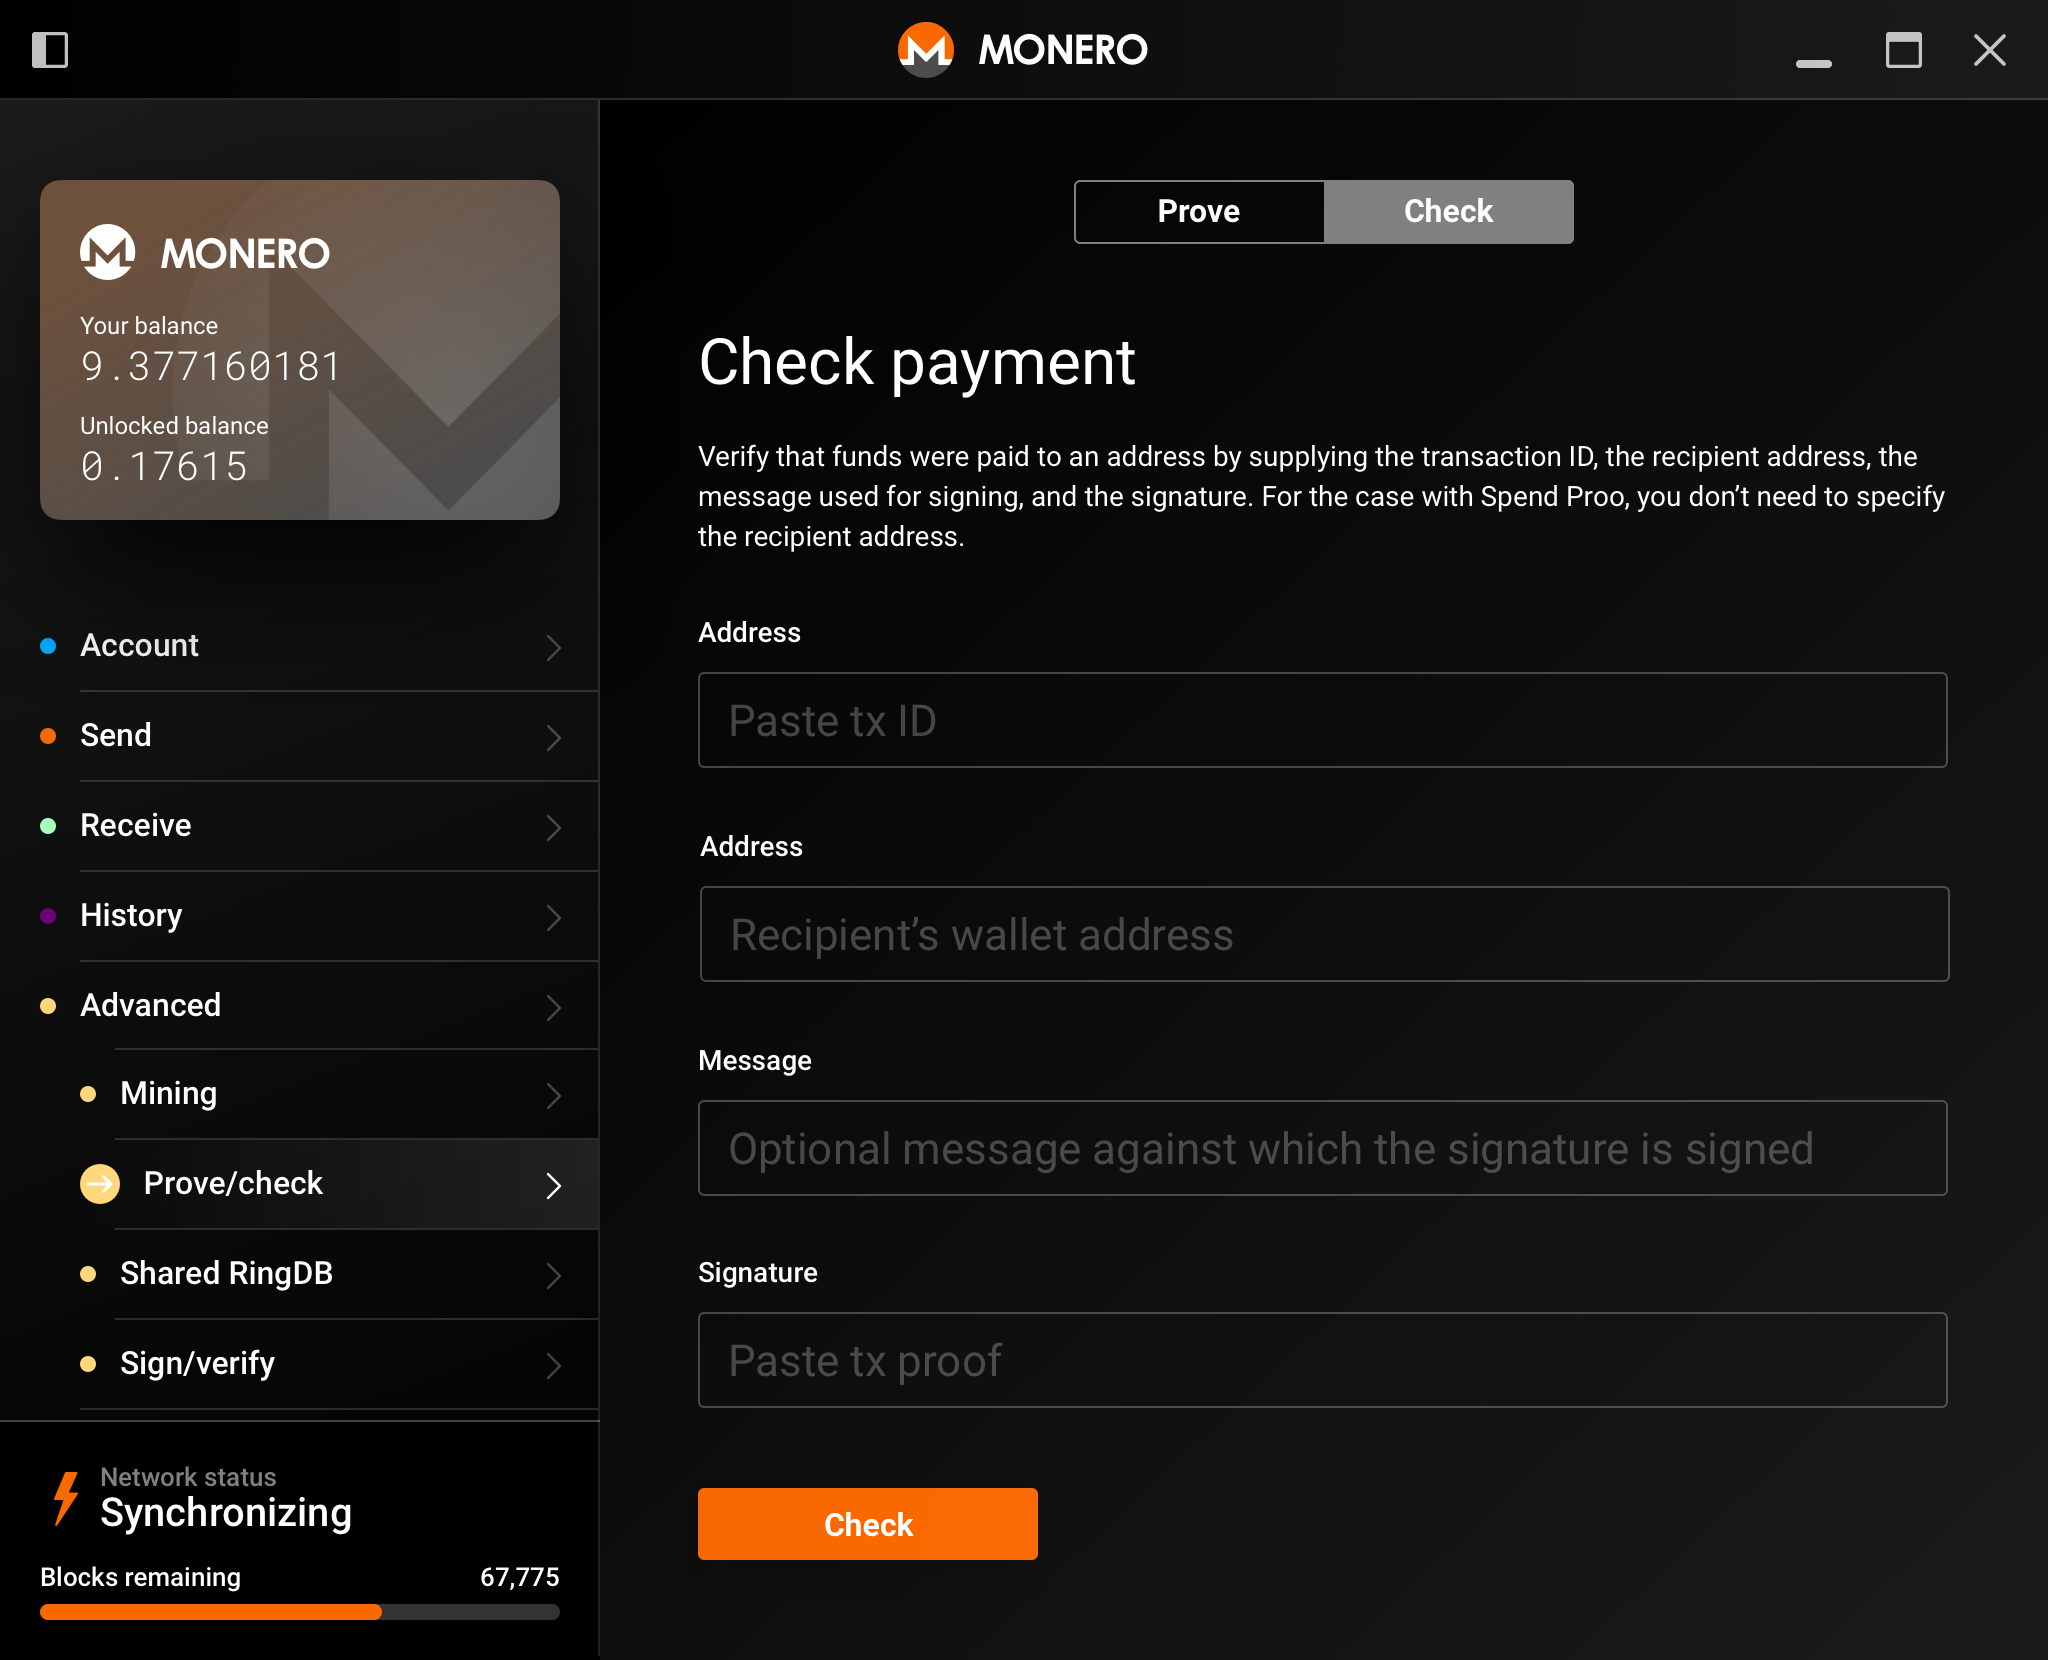 MONERO
MONERO
Your balance
9.377160181
Unlocked balance
0.17615
Account
Send
Receive
History
Advanced
Mining
Prove/check
Shared RingDB
Sign/verify
Network status
Synchronizing
Blocks remaining 67,775
Prove Check
Check payment
Verify that funds were paid to an address by supplying the transaction ID, the recipient address, the
message used for signing, and the signature. For the case with Spend Proo, you don’t need to specify
the recipient address.
Address
Paste tx ID
Address
Recipient’s wallet address
Message
Optional message against which the signature is signed
Signature
Paste tx proof
Check